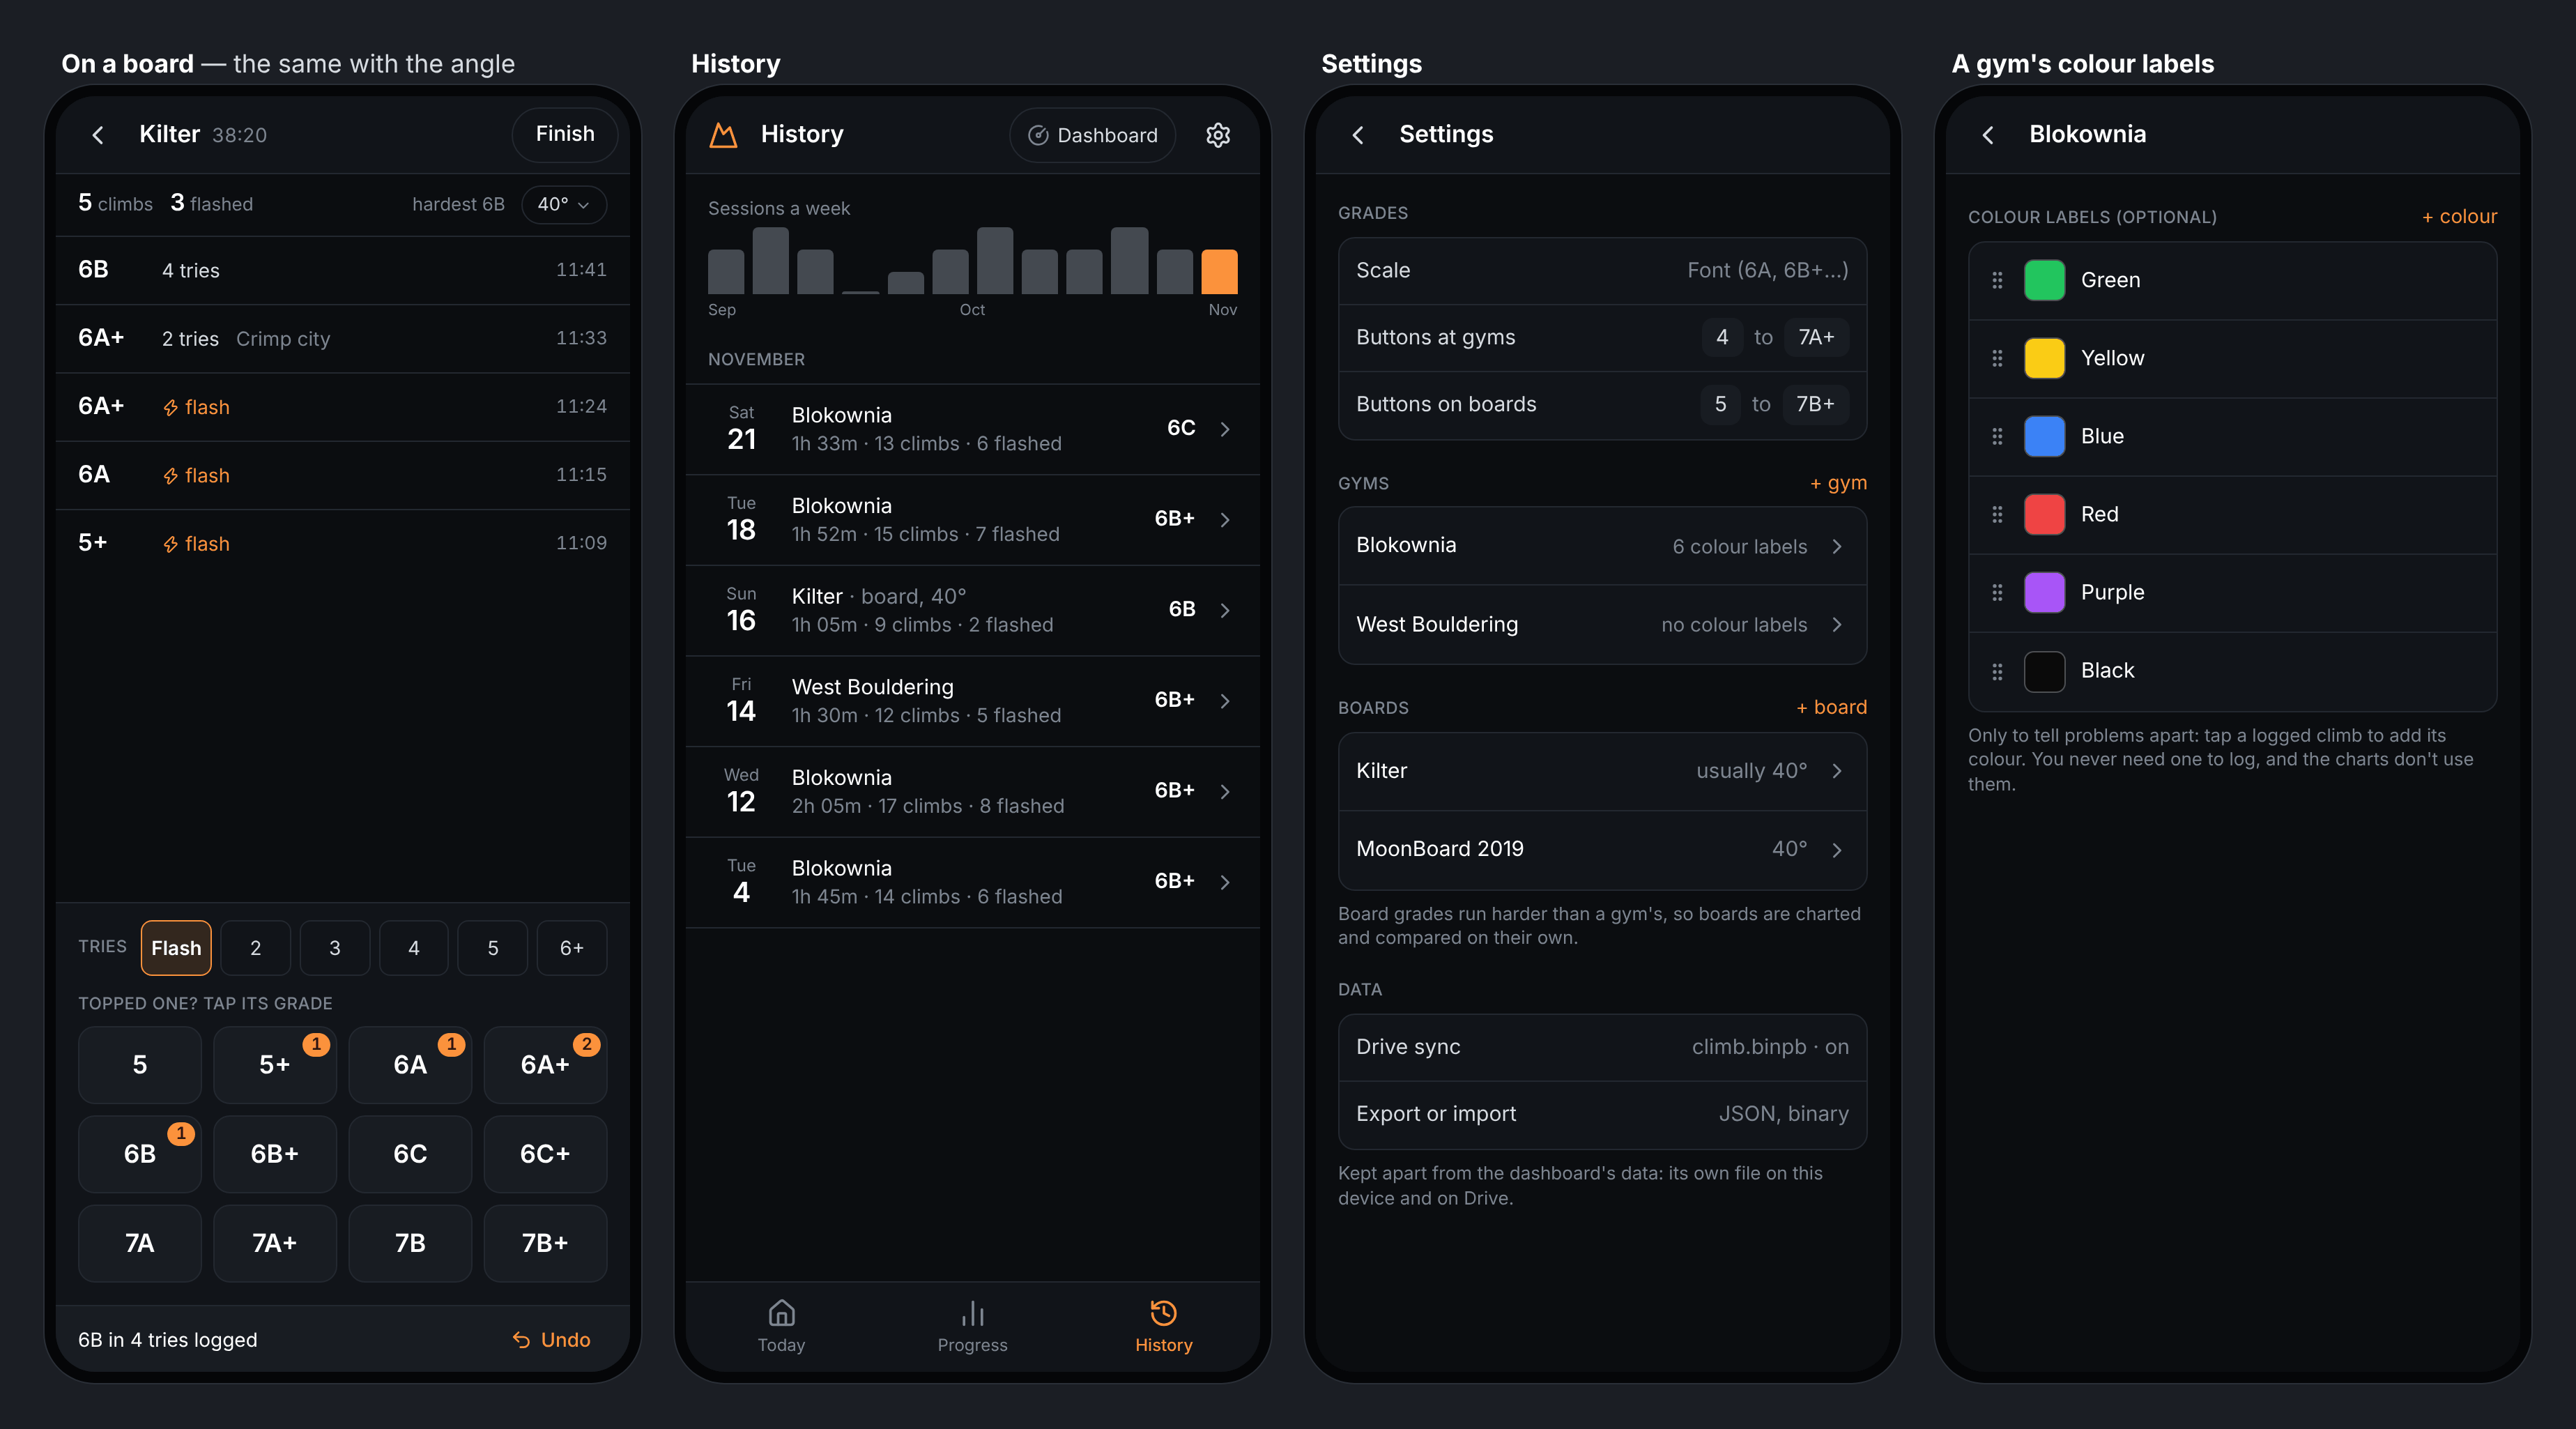 On a board — the same with the angle
Kilter 38:20
Finish
5 climbs 3 flashed
hardest 6B
40°
6B 4 tries 11:41
6A+ 2 tries Crimp city 11:33
6A+ flash 11:24
6A flash 11:15
5+ flash 11:09
TRIES Flash 2 3 4 5 6+
TOPPED ONE? TAP ITS GRADE
5 5+ 1 6A 1 6A+ 2
6B 1 6B+ 6C 6C+
7A 7A+ 7B 7B+
6B in 4 tries logged
Undo
History
History
Dashboard
Sessions a week
Sep Oct Nov
NOVEMBER
Sat
21
Blokownia
1h 33m · 13 climbs · 6 flashed
6C
Tue
18
Blokownia
1h 52m · 15 climbs · 7 flashed
6B+
Sun
16
Kilter · board, 40°
1h 05m · 9 climbs · 2 flashed
6B
Fri
14
West Bouldering
1h 30m · 12 climbs · 5 flashed
6B+
Wed
12
Blokownia
2h 05m · 17 climbs · 8 flashed
6B+
Tue
4
Blokownia
1h 45m · 14 climbs · 6 flashed
6B+
Today Progress History
Settings
Settings
GRADES
Scale Font (6A, 6B+...)
Buttons at gyms 4 to 7A+
Buttons on boards 5 to 7B+
GYMS + gym
Blokownia 6 colour labels
West Bouldering no colour labels
BOARDS + board
Kilter usually 40°
MoonBoard 2019 40°
Board grades run harder than a gym's, so boards are charted
and compared on their own.
DATA
Drive sync climb.binpb · on
Export or import JSON, binary
Kept apart from the dashboard's data: its own file on this
device and on Drive.
A gym's colour labels
Blokownia
COLOUR LABELS (OPTIONAL) + colour
Green
Yellow
Blue
Red
Purple
Black
Only to tell problems apart: tap a logged climb to add its
colour. You never need one to log, and the charts don't use
them.